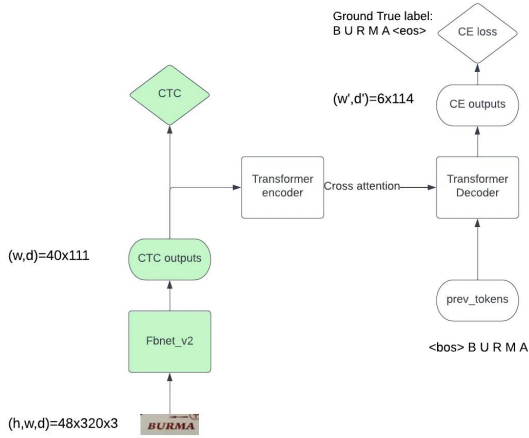 Ground True label:
B U R M A <eos>
CE loss
CTC
(w',d')=6x114
CE outputs
Transformer
encoder
Cross attention
Transformer
Decoder
(w,d)=40x111
CTC outputs
prev_tokens
Fbnet_v2
<bos> B U R M A
(h,w,d)=48x320x3
BURMA